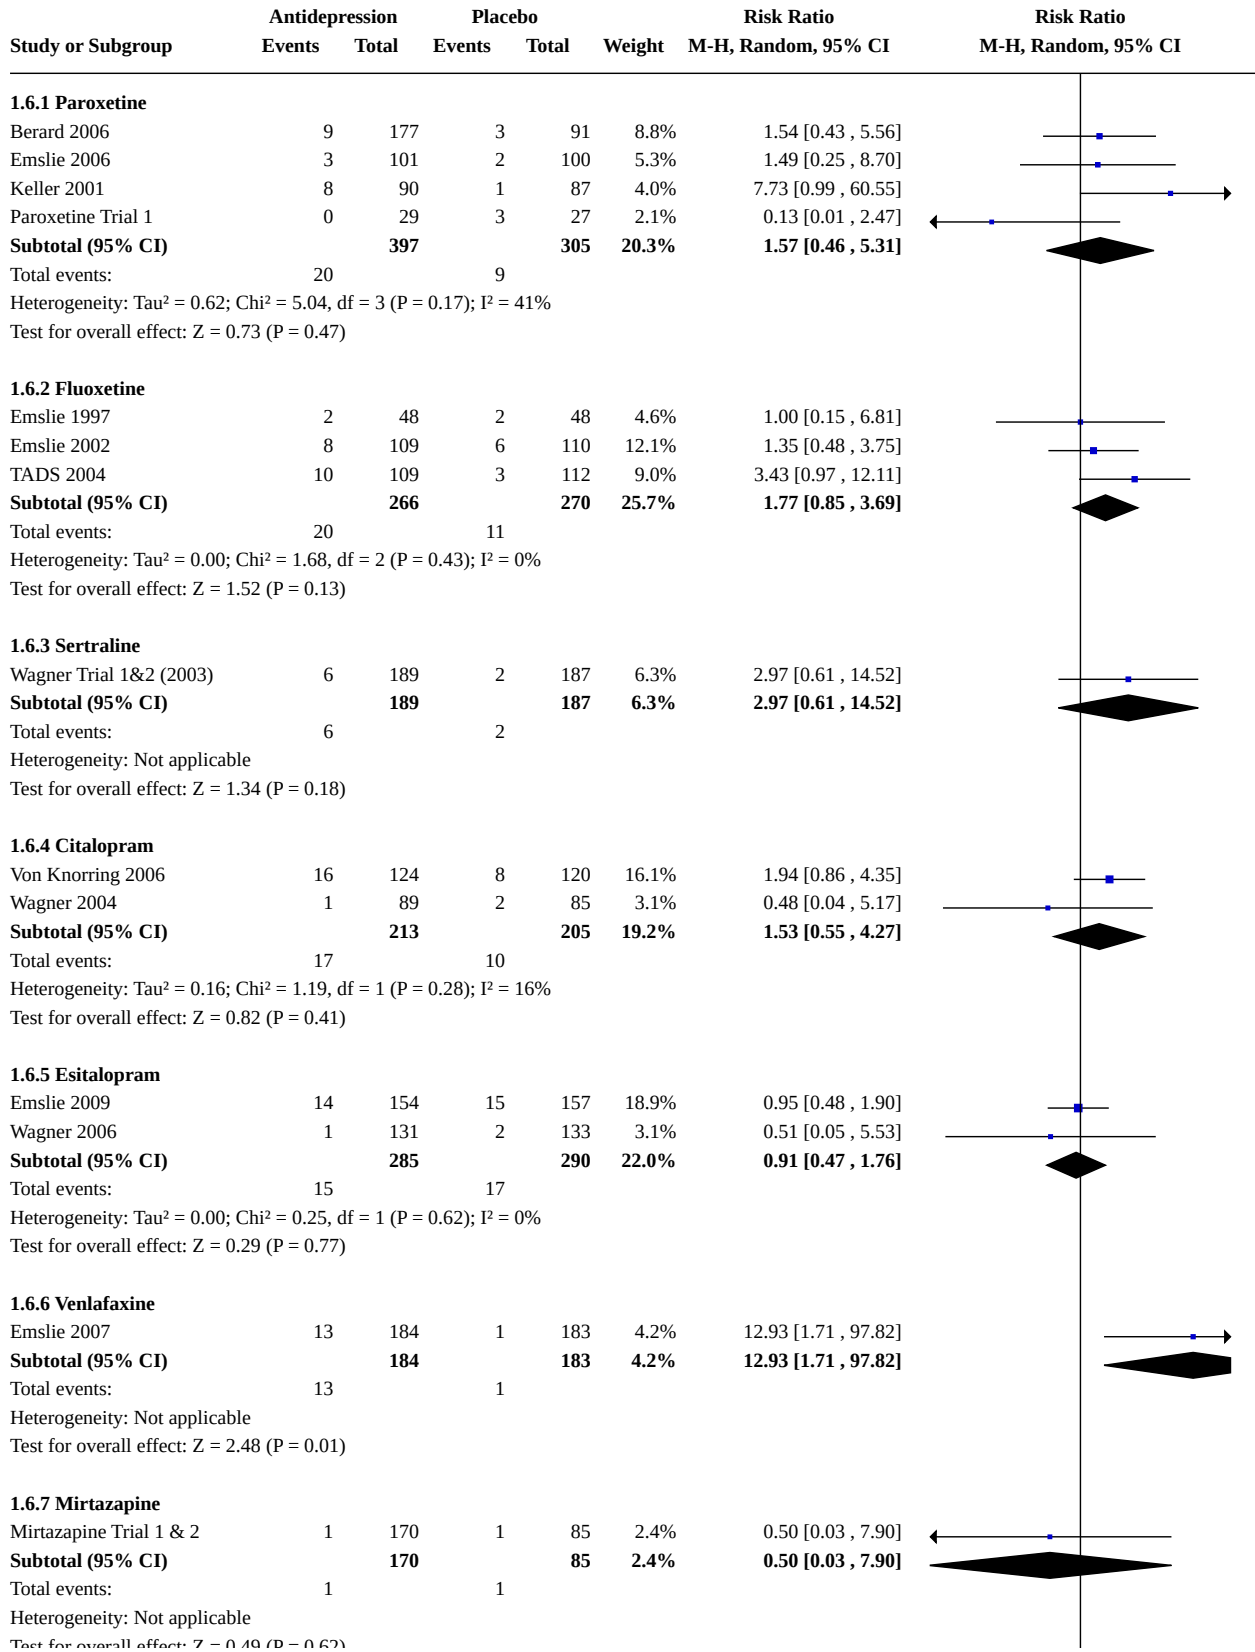 Antidepression Placebo Risk Ratio Risk Ratio
Study or Subgroup Events Total Events Total Weight M-H, Random, 95% CI M-H, Random, 95% CI
1.6.1 Paroxetine
Berard 2006 9 177 3 91 8.8% 1.54 [0.43 , 5.56]
Emslie 2006 3 101 2 100 5.3% 1.49 [0.25 , 8.70]
Keller 2001 8 90 1 87 4.0% 7.73 [0.99 , 60.55]
Paroxetine Trial 1 0 29 3 27 2.1% 0.13 [0.01 , 2.47]
Subtotal (95% CI) 397 305 20.3% 1.57 [0.46 , 5.31]
Total events: 20 9
Heterogeneity: Tau² = 0.62; Chi² = 5.04, df = 3 (P = 0.17); I² = 41%
Test for overall effect: Z = 0.73 (P = 0.47)
1.6.2 Fluoxetine
Emslie 1997 2 48 2 48 4.6% 1.00 [0.15 , 6.81]
Emslie 2002 8 109 6 110 12.1% 1.35 [0.48 , 3.75]
TADS 2004 10 109 3 112 9.0% 3.43 [0.97 , 12.11]
Subtotal (95% CI) 266 270 25.7% 1.77 [0.85 , 3.69]
Total events: 20 11
Heterogeneity: Tau² = 0.00; Chi² = 1.68, df = 2 (P = 0.43); I² = 0%
Test for overall effect: Z = 1.52 (P = 0.13)
1.6.3 Sertraline
Wagner Trial 1&2 (2003) 6 189 2 187 6.3% 2.97 [0.61 , 14.52]
Subtotal (95% CI) 189 187 6.3% 2.97 [0.61 , 14.52]
Total events: 6 2
Heterogeneity: Not applicable
Test for overall effect: Z = 1.34 (P = 0.18)
1.6.4 Citalopram
Von Knorring 2006 16 124 8 120 16.1% 1.94 [0.86 , 4.35]
Wagner 2004 1 89 2 85 3.1% 0.48 [0.04 , 5.17]
Subtotal (95% CI) 213 205 19.2% 1.53 [0.55 , 4.27]
Total events: 17 10
Heterogeneity: Tau² = 0.16; Chi² = 1.19, df = 1 (P = 0.28); I² = 16%
Test for overall effect: Z = 0.82 (P = 0.41)
1.6.5 Esitalopram
Emslie 2009 14 154 15 157 18.9% 0.95 [0.48 , 1.90]
Wagner 2006 1 131 2 133 3.1% 0.51 [0.05 , 5.53]
Subtotal (95% CI) 285 290 22.0% 0.91 [0.47 , 1.76]
Total events: 15 17
Heterogeneity: Tau² = 0.00; Chi² = 0.25, df = 1 (P = 0.62); I² = 0%
Test for overall effect: Z = 0.29 (P = 0.77)
1.6.6 Venlafaxine
Emslie 2007 13 184 1 183 4.2% 12.93 [1.71 , 97.82]
Subtotal (95% CI) 184 183 4.2% 12.93 [1.71 , 97.82]
Total events: 13 1
Heterogeneity: Not applicable
Test for overall effect: Z = 2.48 (P = 0.01)
1.6.7 Mirtazapine
Mirtazapine Trial 1 & 2 1 170 1 85 2.4% 0.50 [0.03 , 7.90]
Subtotal (95% CI) 170 85 2.4% 0.50 [0.03 , 7.90]
Total events: 1 1
Heterogeneity: Not applicable
Test for overall effect: Z = 0.49 (P = 0.62)